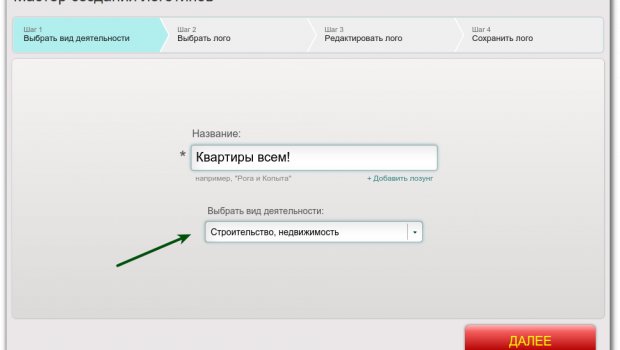 Мастер создания логотипов
Шаг 1
Выбрать вид деятельности
Шаг 2
Выбрать лого
Шаг 3
Редактировать лого
Шаг 4
Сохранить лого
Название:
* Квартиры всем!
например, "Рога и Копыта"
+ Добавить лозунг
Выбрать вид деятельности:
Строительство, недвижимость
ДАЛЕЕ